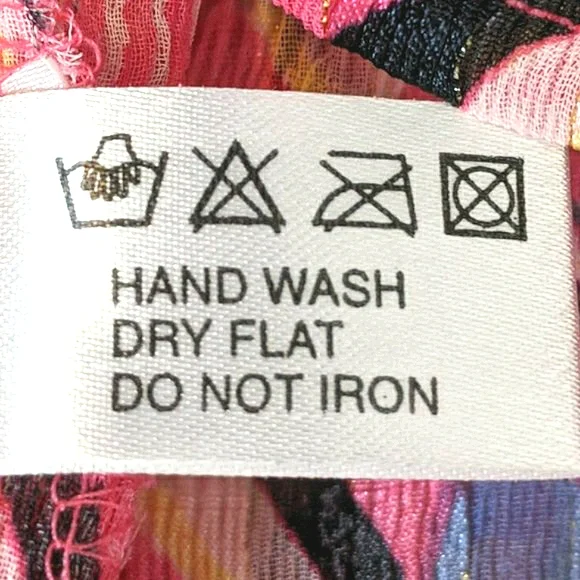 HAND WASH
DRY FLAT
DO NOT IRON